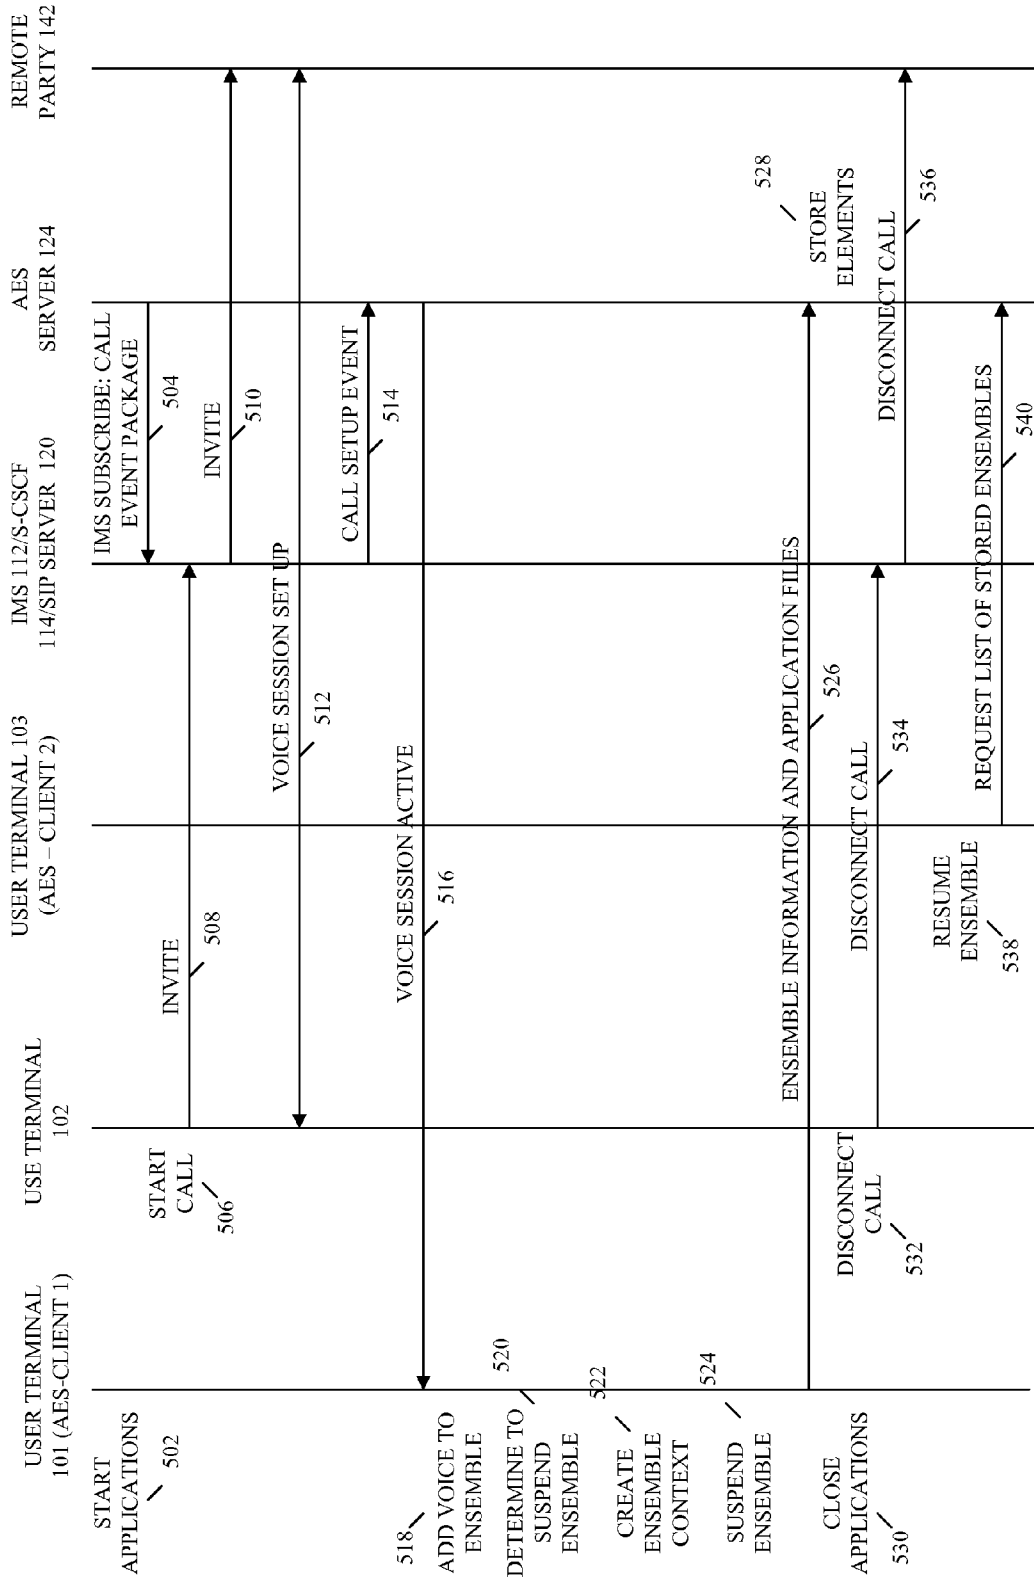 USER TERMINAL
101 (AES-CLIENT 1)
USE TERMINAL
102
USER TERMINAL 103
(AES – CLIENT 2)
IMS 112/S-CSCF
114/SIP SERVER 120
AES
SERVER 124
REMOTE
PARTY 142
START
APPLICATIONS
502
IMS SUBSCRIBE: CALL
EVENT PACKAGE
504
START
CALL
506
INVITE
508
INVITE
510
VOICE SESSION SET UP
512
CALL SETUP EVENT
514
VOICE SESSION ACTIVE
516
518
ADD VOICE TO
ENSEMBLE
520
DETERMINE TO
SUSPEND
ENSEMBLE
522
CREATE
ENSEMBLE
CONTEXT
524
SUSPEND
ENSEMBLE
ENSEMBLE INFORMATION AND APPLICATION FILES
526
528
STORE
ELEMENTS
CLOSE
APPLICATIONS
530
DISCONNECT
CALL
532
DISCONNECT CALL
534
DISCONNECT CALL
536
RESUME
ENSEMBLE
538
REQUEST LIST OF STORED ENSEMBLES
540